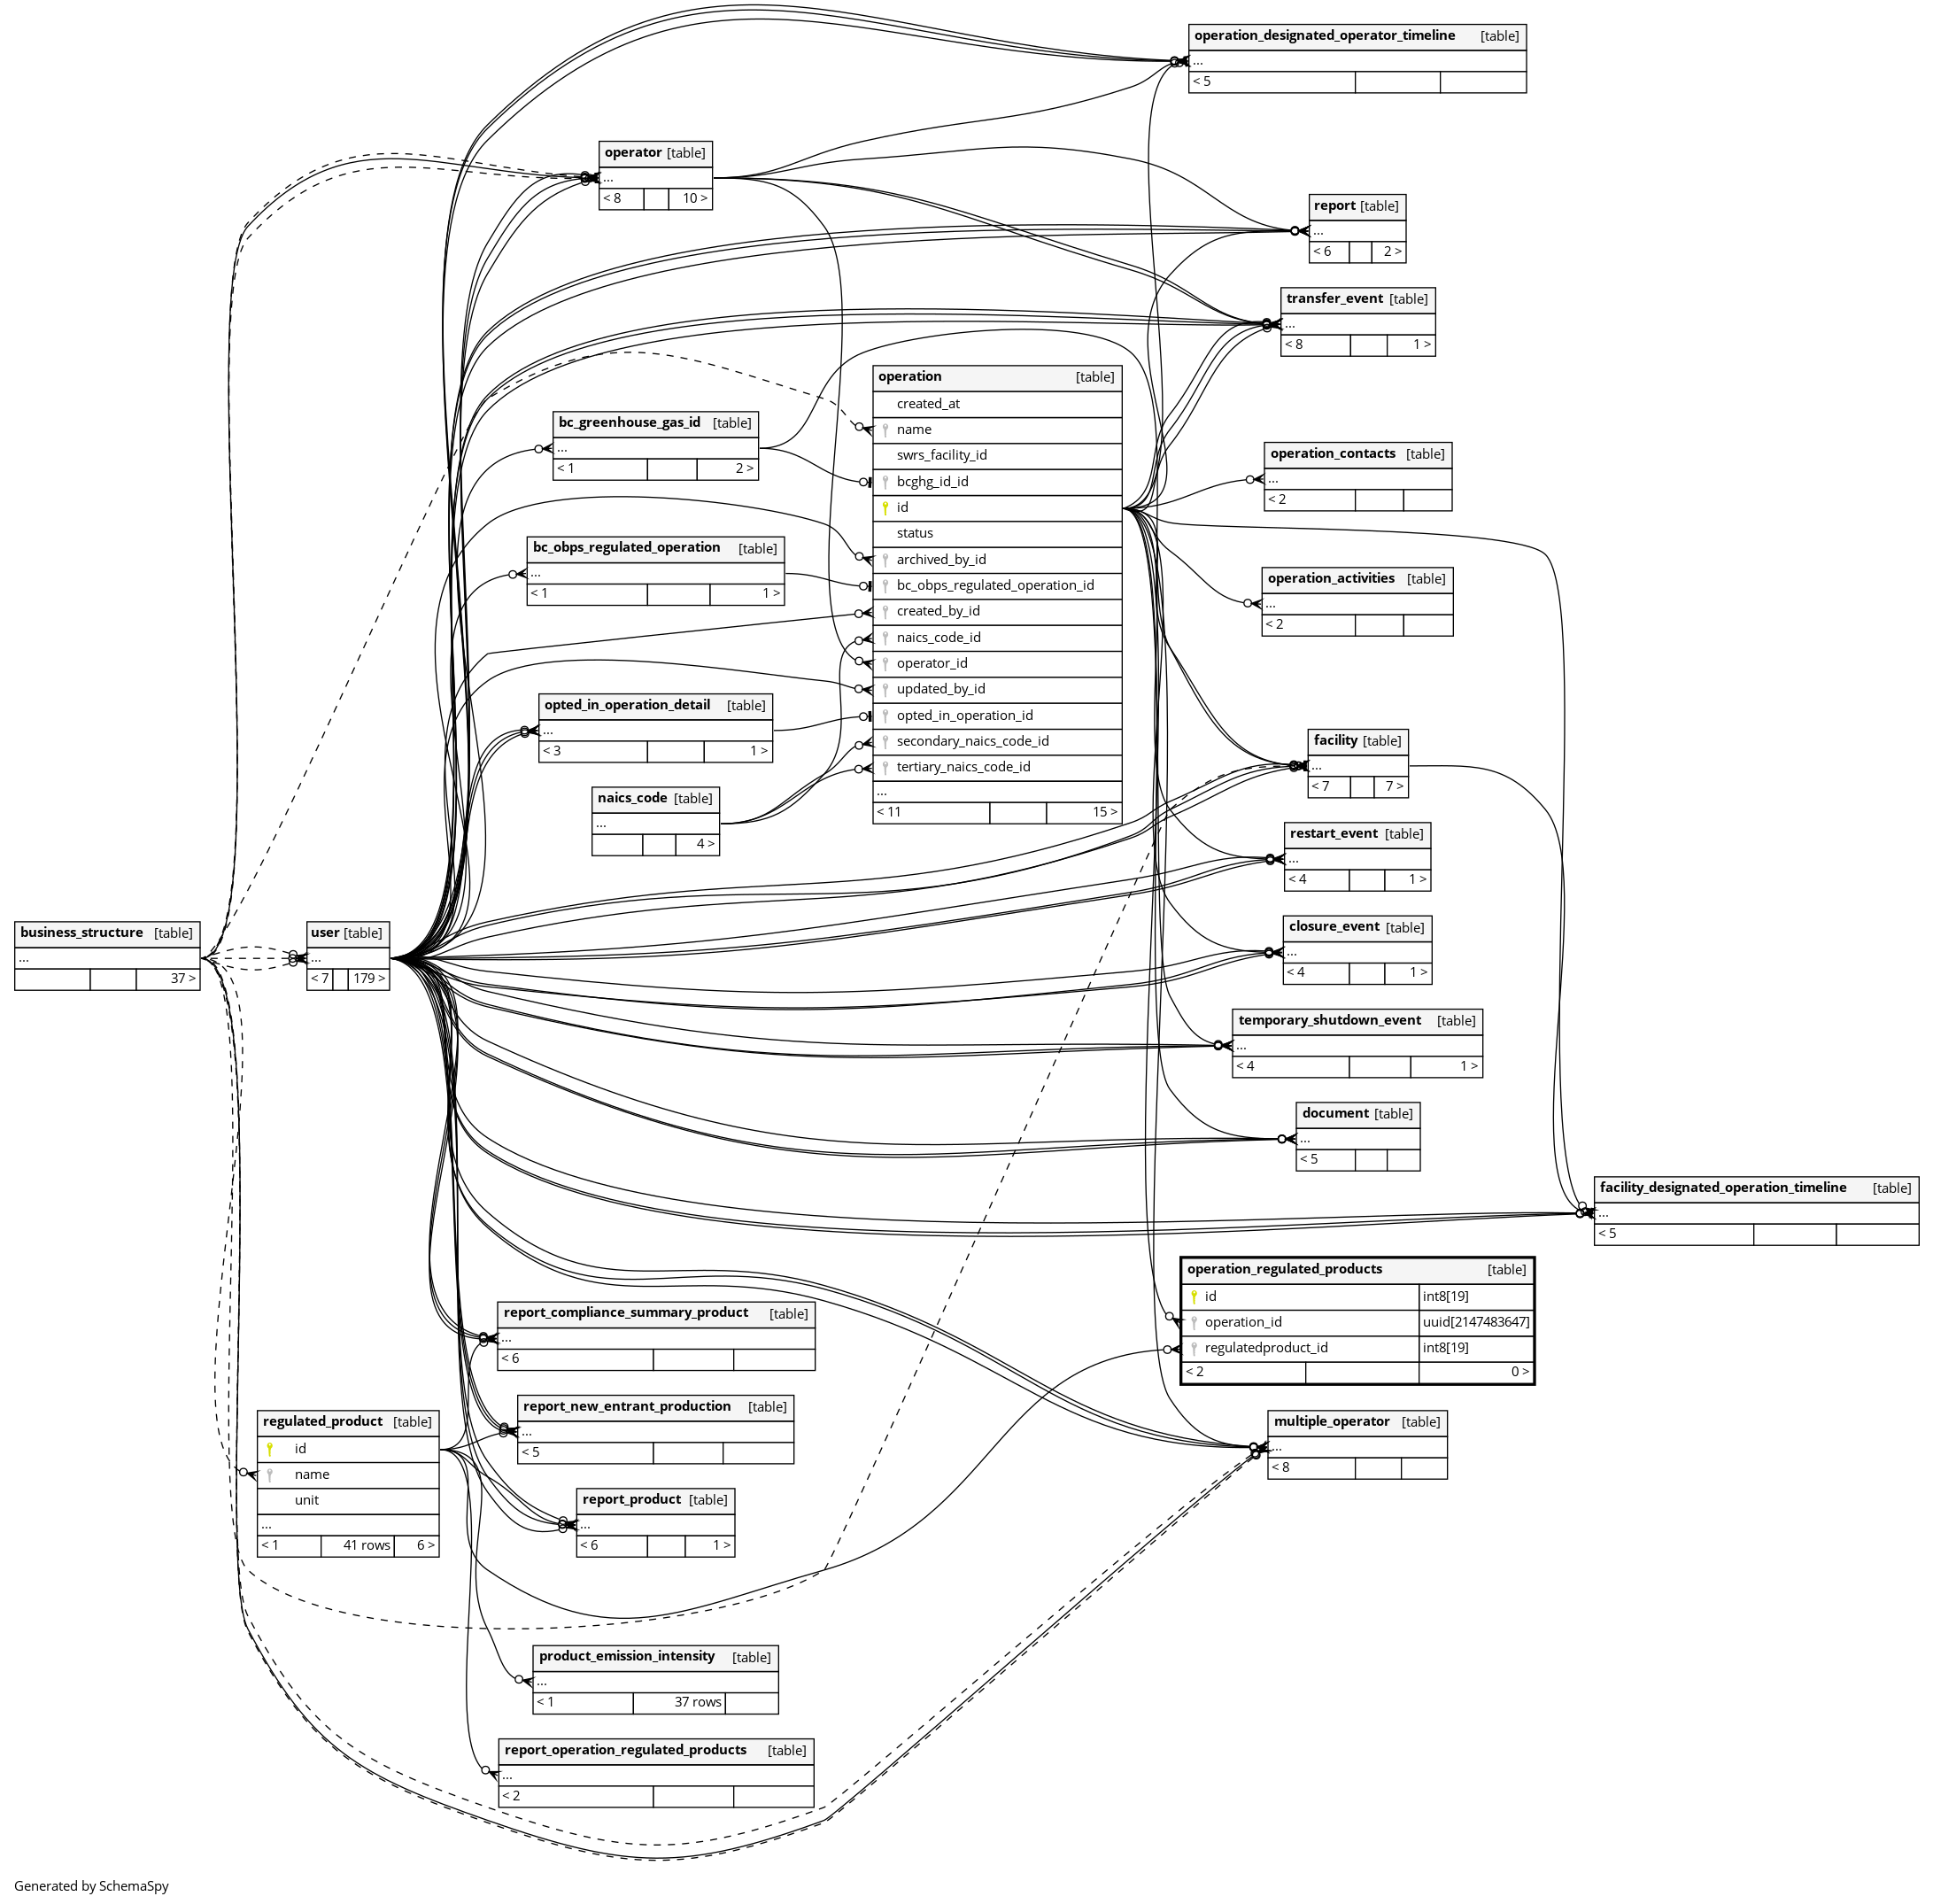 operation_designated_operator_timeline [table]
...
< 5
operator [table]
...
< 8 10 >
report [table]
...
< 6 2 >
transfer_event [table]
...
< 8 1 >
operation [table]
created_at
name
swrs_facility_id
bcghg_id_id
id
status
archived_by_id
bc_obps_regulated_operation_id
created_by_id
naics_code_id
operator_id
updated_by_id
opted_in_operation_id
secondary_naics_code_id
tertiary_naics_code_id
...
< 11 15 >
bc_greenhouse_gas_id [table]
...
< 1 2 >
operation_contacts [table]
...
< 2
bc_obps_regulated_operation [table]
...
< 1 1 >
operation_activities [table]
...
< 2
opted_in_operation_detail [table]
...
< 3 1 >
facility [table]
...
< 7 7 >
naics_code [table]
...
4 >
restart_event [table]
...
< 4 1 >
business_structure [table]
...
37 >
user [table]
...
< 7 179 >
closure_event [table]
...
< 4 1 >
temporary_shutdown_event [table]
...
< 4 1 >
document [table]
...
< 5
facility_designated_operation_timeline [table]
...
< 5
operation_regulated_products [table]
id int8[19]
operation_id uuid[2147483647]
regulatedproduct_id int8[19]
< 2 0 >
report_compliance_summary_product [table]
...
< 6
report_new_entrant_production [table]
...
< 5
regulated_product [table]
id
name
unit
...
< 1 41 rows 6 >
multiple_operator [table]
...
< 8
report_product [table]
...
< 6 1 >
product_emission_intensity [table]
...
< 1 37 rows
report_operation_regulated_products [table]
...
< 2
Generated by SchemaSpy